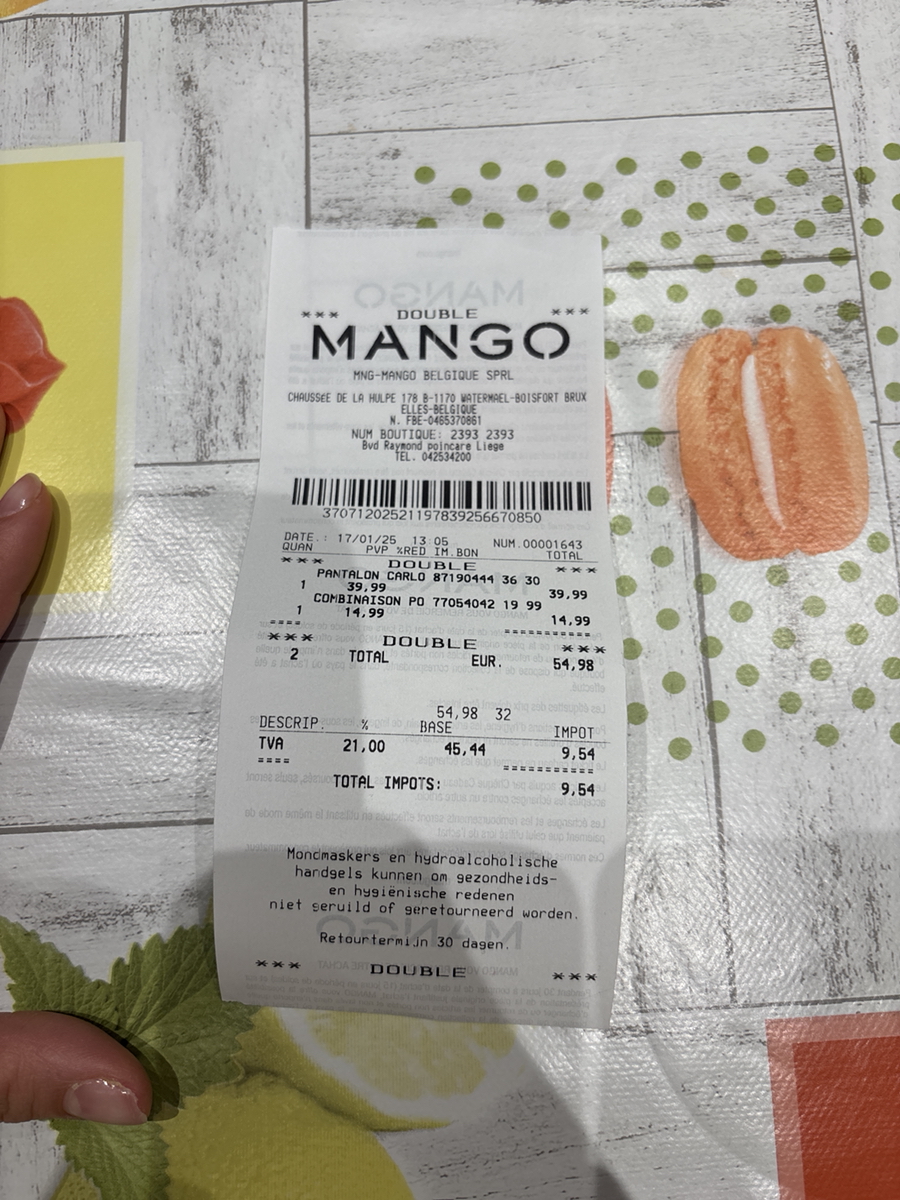 *** DOUBLE ***
MANGO
MNG-MANGO BELGIQUE SPRL
CHAUSSéE DE LA HULPE 178 B-1170 WATERMAEL-BOISFORT BRUX
ELLES-BELGIQUE
N. FBE-0465370861
NUM BOUTIQUE: 2393 2393
Bvd Raymond poincare Liege
TEL. 042534200
37071202521197839256670850
DATE.: 17/01/25 13:05 NUM.00001643
QUAN PVP %RED IM.BON TOTAL
*** DOUBLE ***
PANTALON CARLO 87190444 36 30
1 39,99 39,99
COMBINAISON PO 77054042 19 99
1 14,99 14,99
==== ===========
*** DOUBLE ***
2 TOTAL EUR. 54,98
54,98 32
DESCRIP. % BASE IMPOT
TVA 21,00 45,44 9,54
==== ===========
TOTAL IMPOTS: 9,54
Mondmaskers en hydroalcoholische
handgels kunnen om gezondheids-
en hygiënische redenen
niet geruild of geretourneerd worden.
Retourtermijn 30 dagen.
*** DOUBLE ***